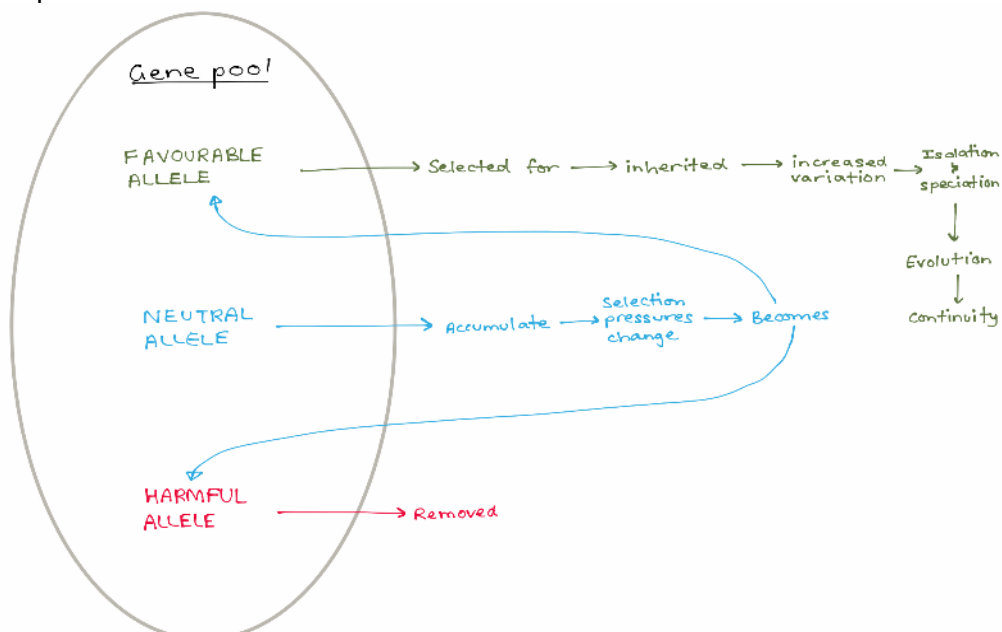 Gene pool
FAVOURABLE
ALLELE
Selected for
inherited
increased
variation
Isolation
speciation
Evolution
Continuity
NEUTRAL
ALLELE
Accumulate
Selection
pressures
change
Becomes
HARMFUL
ALLELE
Removed